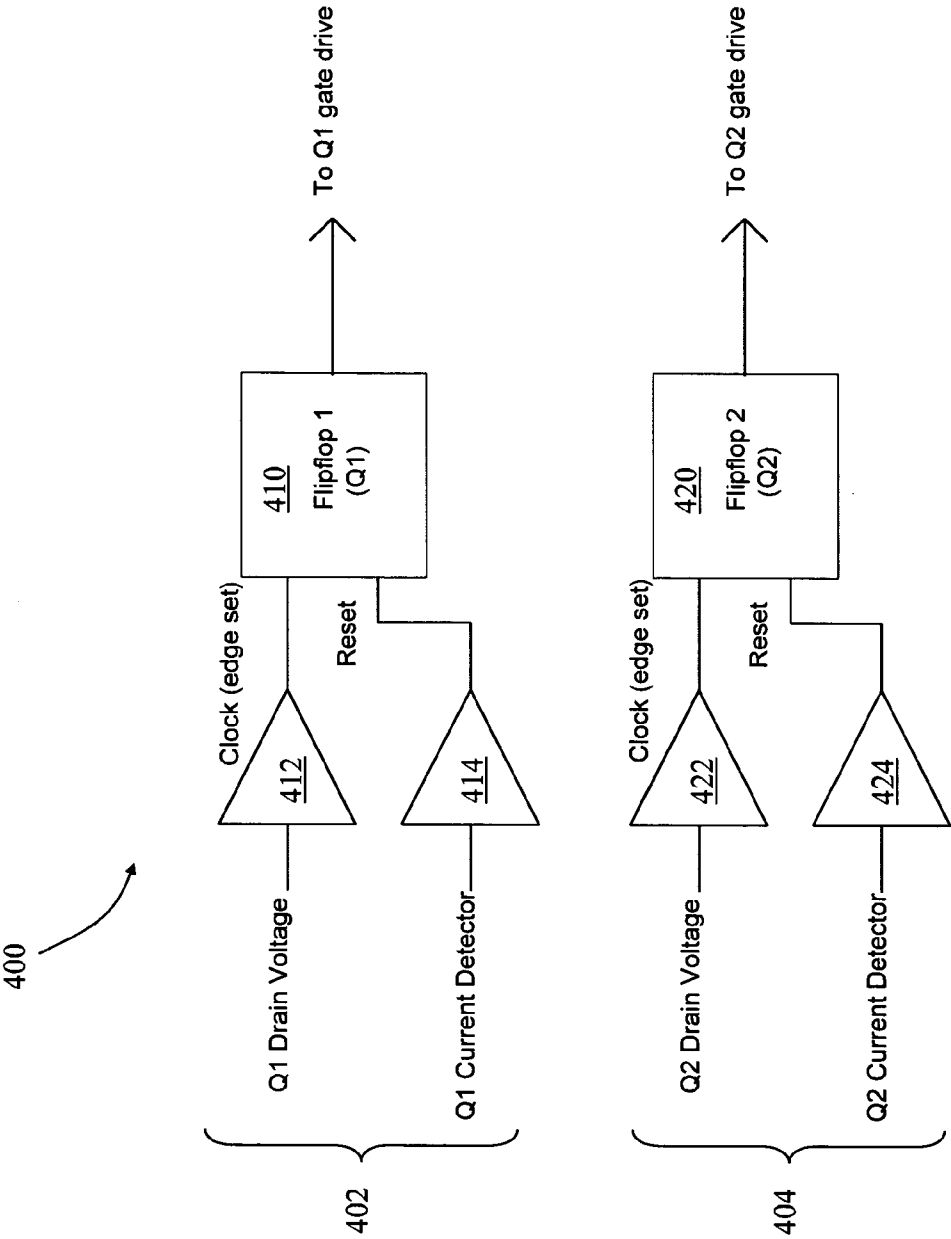 400
402
Q1 Drain Voltage
Q1 Current Detector
412
414
Clock (edge set)
Reset
410
Flipflop 1
(Q1)
To Q1 gate drive
404
Q2 Drain Voltage
Q2 Current Detector
422
424
Clock (edge set)
Reset
420
Flipflop 2
(Q2)
To Q2 gate drive